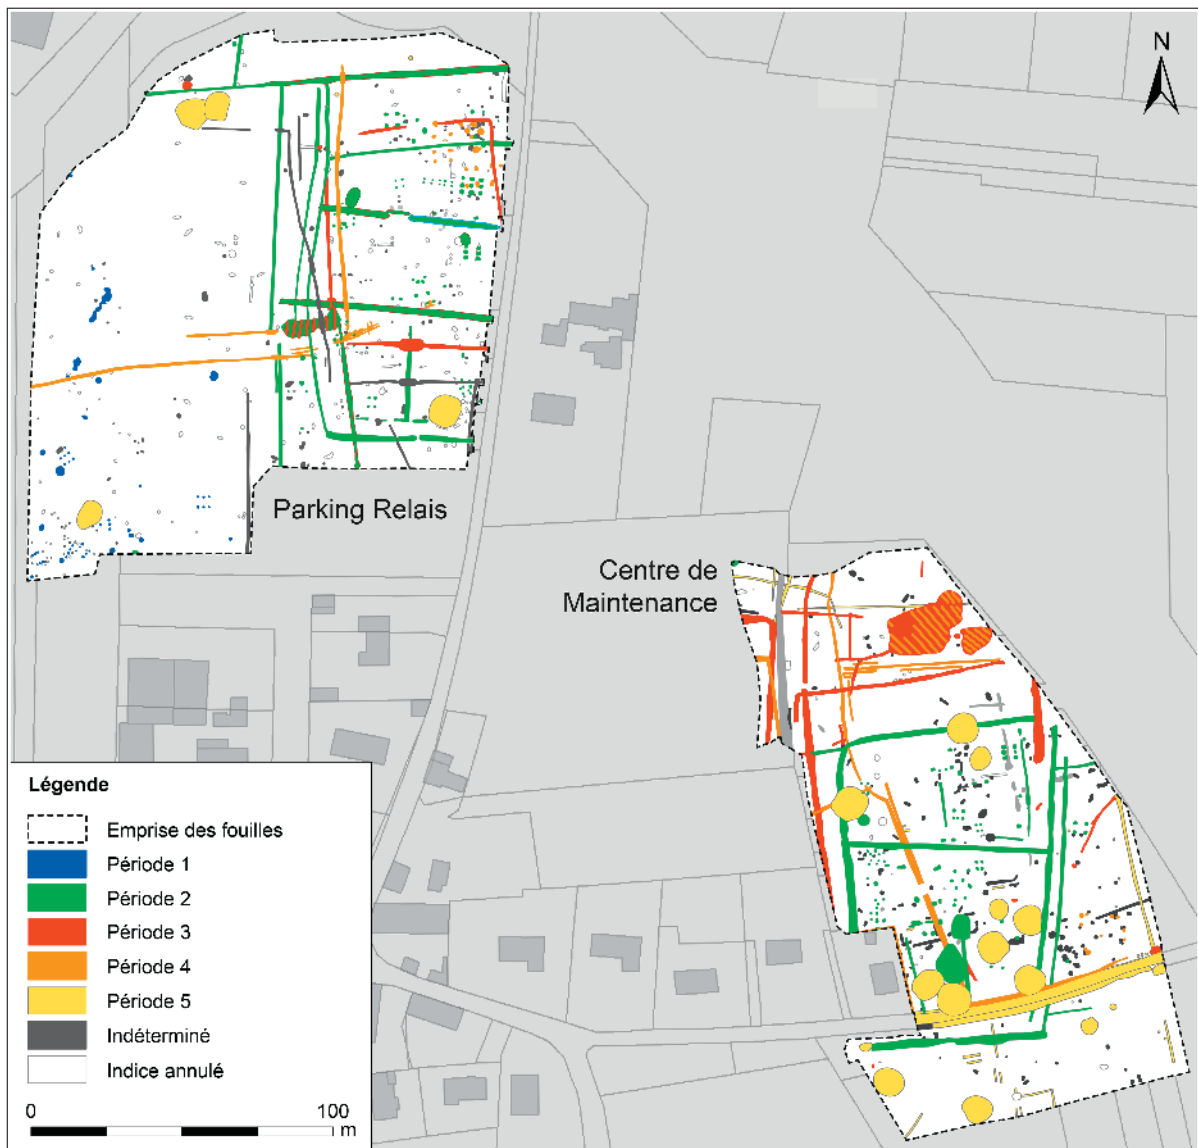 N
Parking Relais
Centre de
Maintenance
Légende
Emprise des fouilles
Période 1
Période 2
Période 3
Période 4
Période 5
Indéterminé
Indice annulé
0 100
m